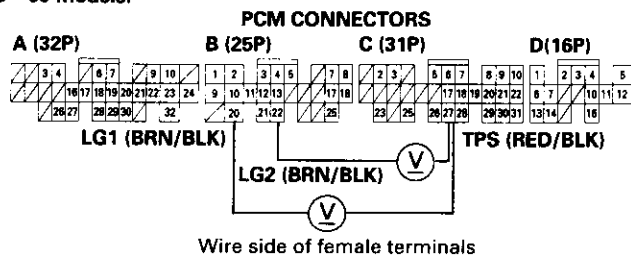 PCM CONNECTORS
A (32P) B (25P) C (31P) D(16P)
3 4 6 7 9 10 1 2 3 4 5 7 8 2 3 5 6 7 8 9 10 1 2 3 4 5
16 17 18 19 20 21 22 23 24 9 10 11 12 13 17 18 17 18 19 20 21 22 6 7 10 11 12
26 27 28 29 30 32 20 21 22 25 23 25 26 27 28 29 30 31 13 14 16
LG1 (BRN/BLK) TPS (RED/BLK)
LG2 (BRN/BLK) V
V
Wire side of female terminals